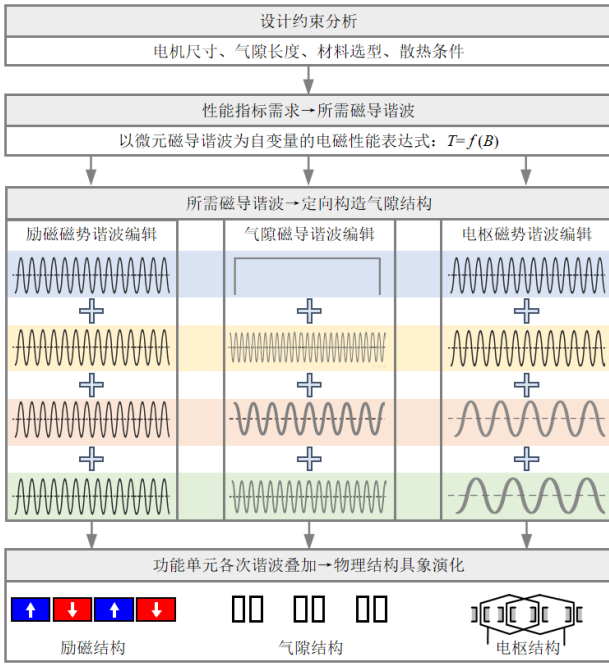 设计约束分析
电机尺寸、气隙长度、材料选型、散热条件
性能指标需求→所需磁导谐波
以微元磁导谐波为自变量的电磁性能表达式：T=f(B)
所需磁导谐波→定向构造气隙结构
励磁磁势谐波编辑
气隙磁导谐波编辑
电枢磁势谐波编辑
功能单元各次谐波叠加→物理结构具象演化
励磁结构
气隙结构
电枢结构